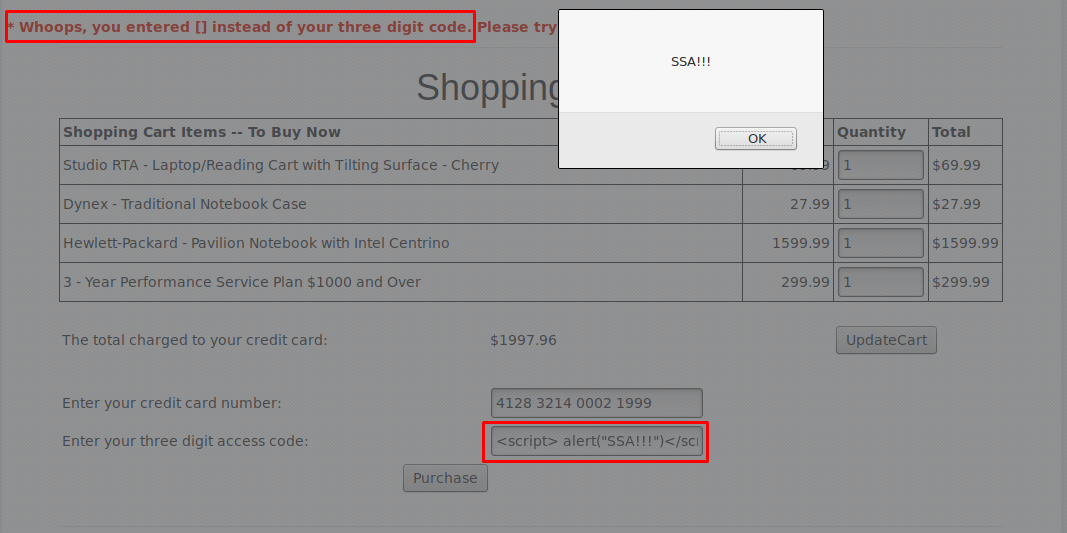 * Whoops, you entered [] instead of your three digit code. Please try
SSA!!!
OK
Shopping
Shopping Cart Items -- To Buy Now Quantity Total
Studio RTA - Laptop/Reading Cart with Tilting Surface - Cherry 1 $69.99
Dynex - Traditional Notebook Case 27.99 1 $27.99
Hewlett-Packard - Pavilion Notebook with Intel Centrino 1599.99 1 $1599.99
3 - Year Performance Service Plan $1000 and Over 299.99 1 $299.99
The total charged to your credit card: $1997.96 UpdateCart
Enter your credit card number: 4128 3214 0002 1999
Enter your three digit access code: <script> alert("SSA!!!")</scr
Purchase